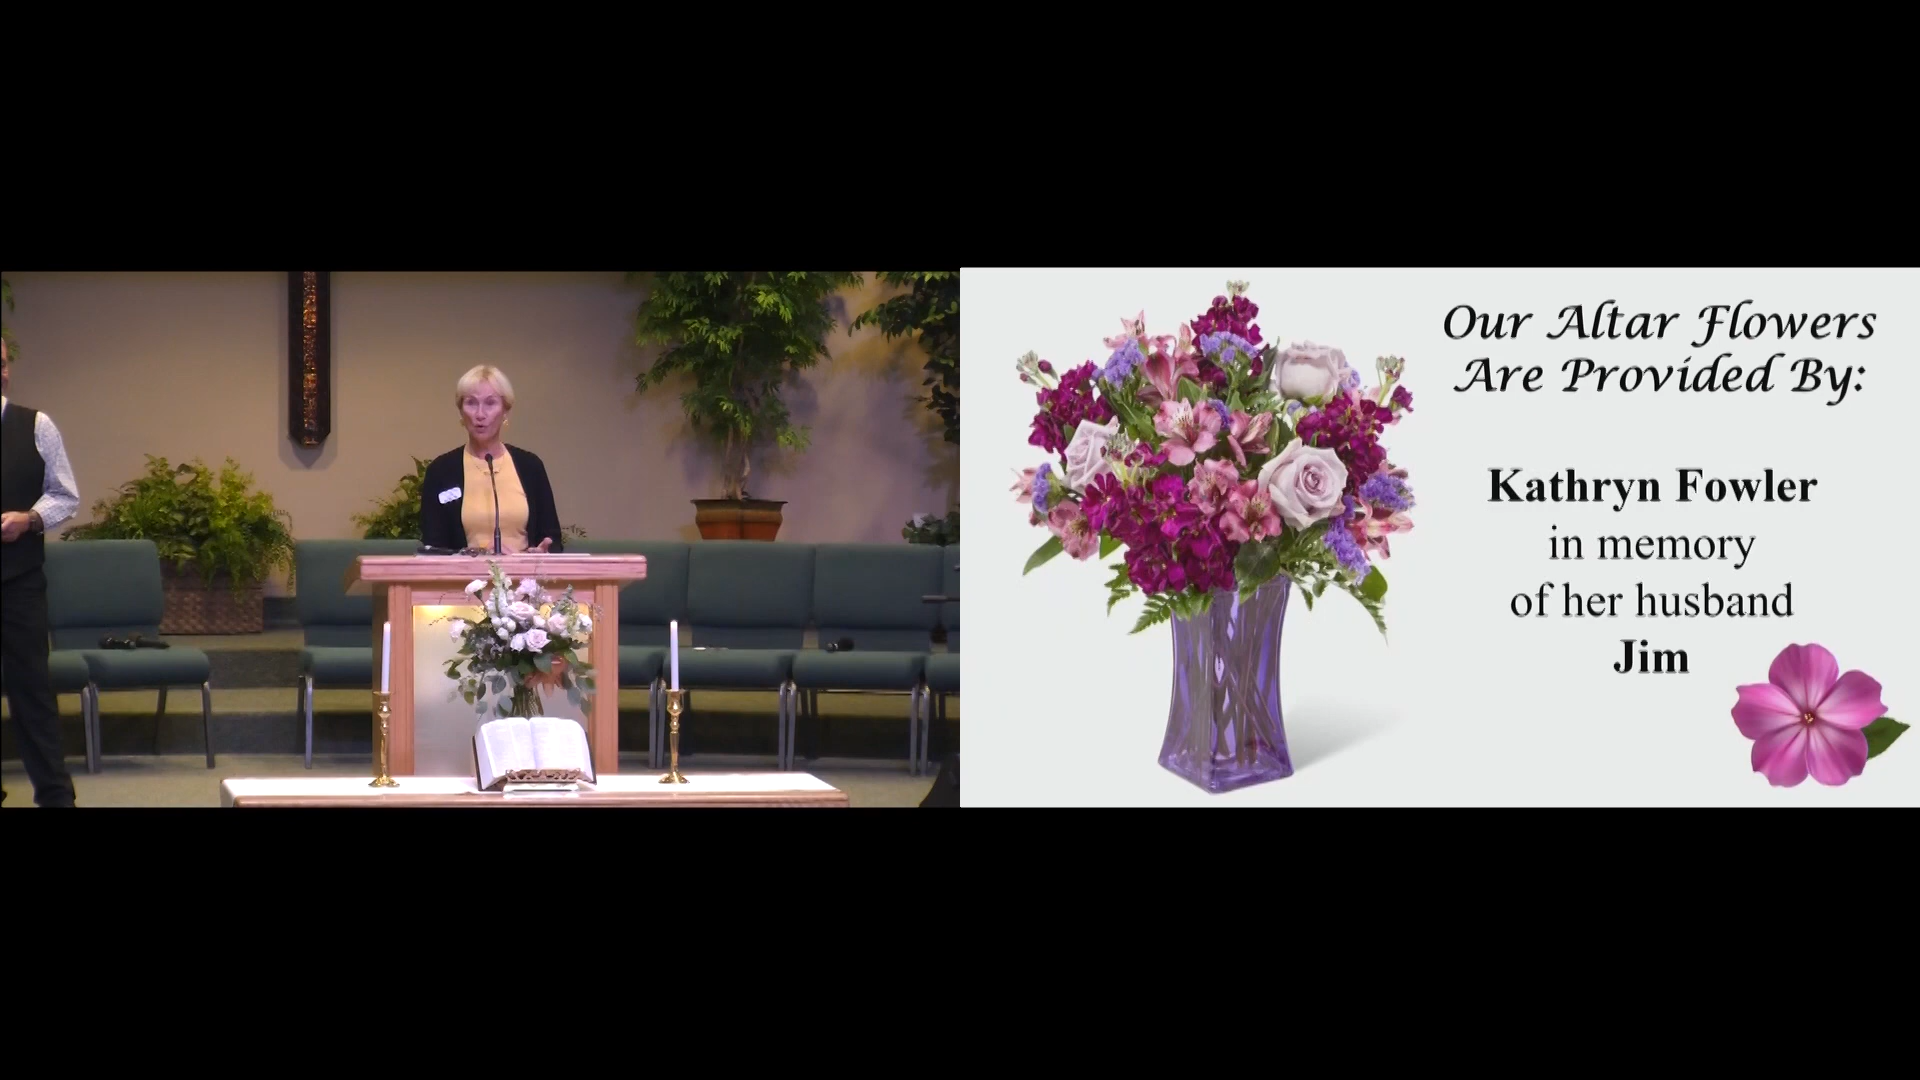 Our Altar Flowers
Are Provided By:
Kathryn Fowler
in memory
of her husband
Jim